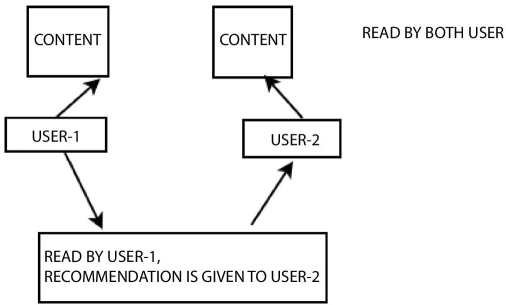 CONTENT
CONTENT
READ BY BOTH USER
USER-1
USER-2
READ BY USER-1,
RECOMMENDATION IS GIVEN TO USER-2